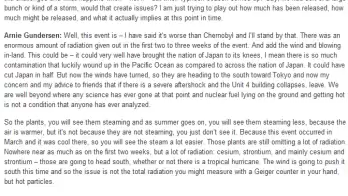 bunch or kind of a storm, would that create issues? I am just trying to play out how much has been released, how
much might be released, and what it actually implies at this point in time.
Arnie Gundersen: Well, this event is – I have said it's worse than Chernobyl and I'll stand by that. There was an
enormous amount of radiation given out in the first two to three weeks of the event. And add the wind and blowing
in-land. This could be – it could very well have brought the nation of Japan to its knees, I mean there is so much
contamination that luckily wound up in the Pacific Ocean as compared to across the nation of Japan. It could have
cut Japan in half. But now the winds have turned, so they are heading to the south toward Tokyo and now my
concern and my advice to friends that if there is a severe aftershock and the Unit 4 building collapses, leave. We
are well beyond where any science has ever gone at that point and nuclear fuel lying on the ground and getting hot
is not a condition that anyone has ever analyzed.
So the plants, you will see them steaming and as summer goes on, you will see them steaming less, because the
air is warmer, but it's not because they are not steaming, you just don't see it. Because this event occurred in
March and it was cool there, so you will see the steam a lot easier. Those plants are still omitting a lot of radiation.
Nowhere near as much as on the first two weeks, but a lot of radiation: cesium, strontium, and mainly cesium and
strontium – those are going to head south, whether or not there is a tropical hurricane. The wind is going to push it
south this time and so the issue is not the total radiation you might measure with a Geiger counter in your hand,
but hot particles.